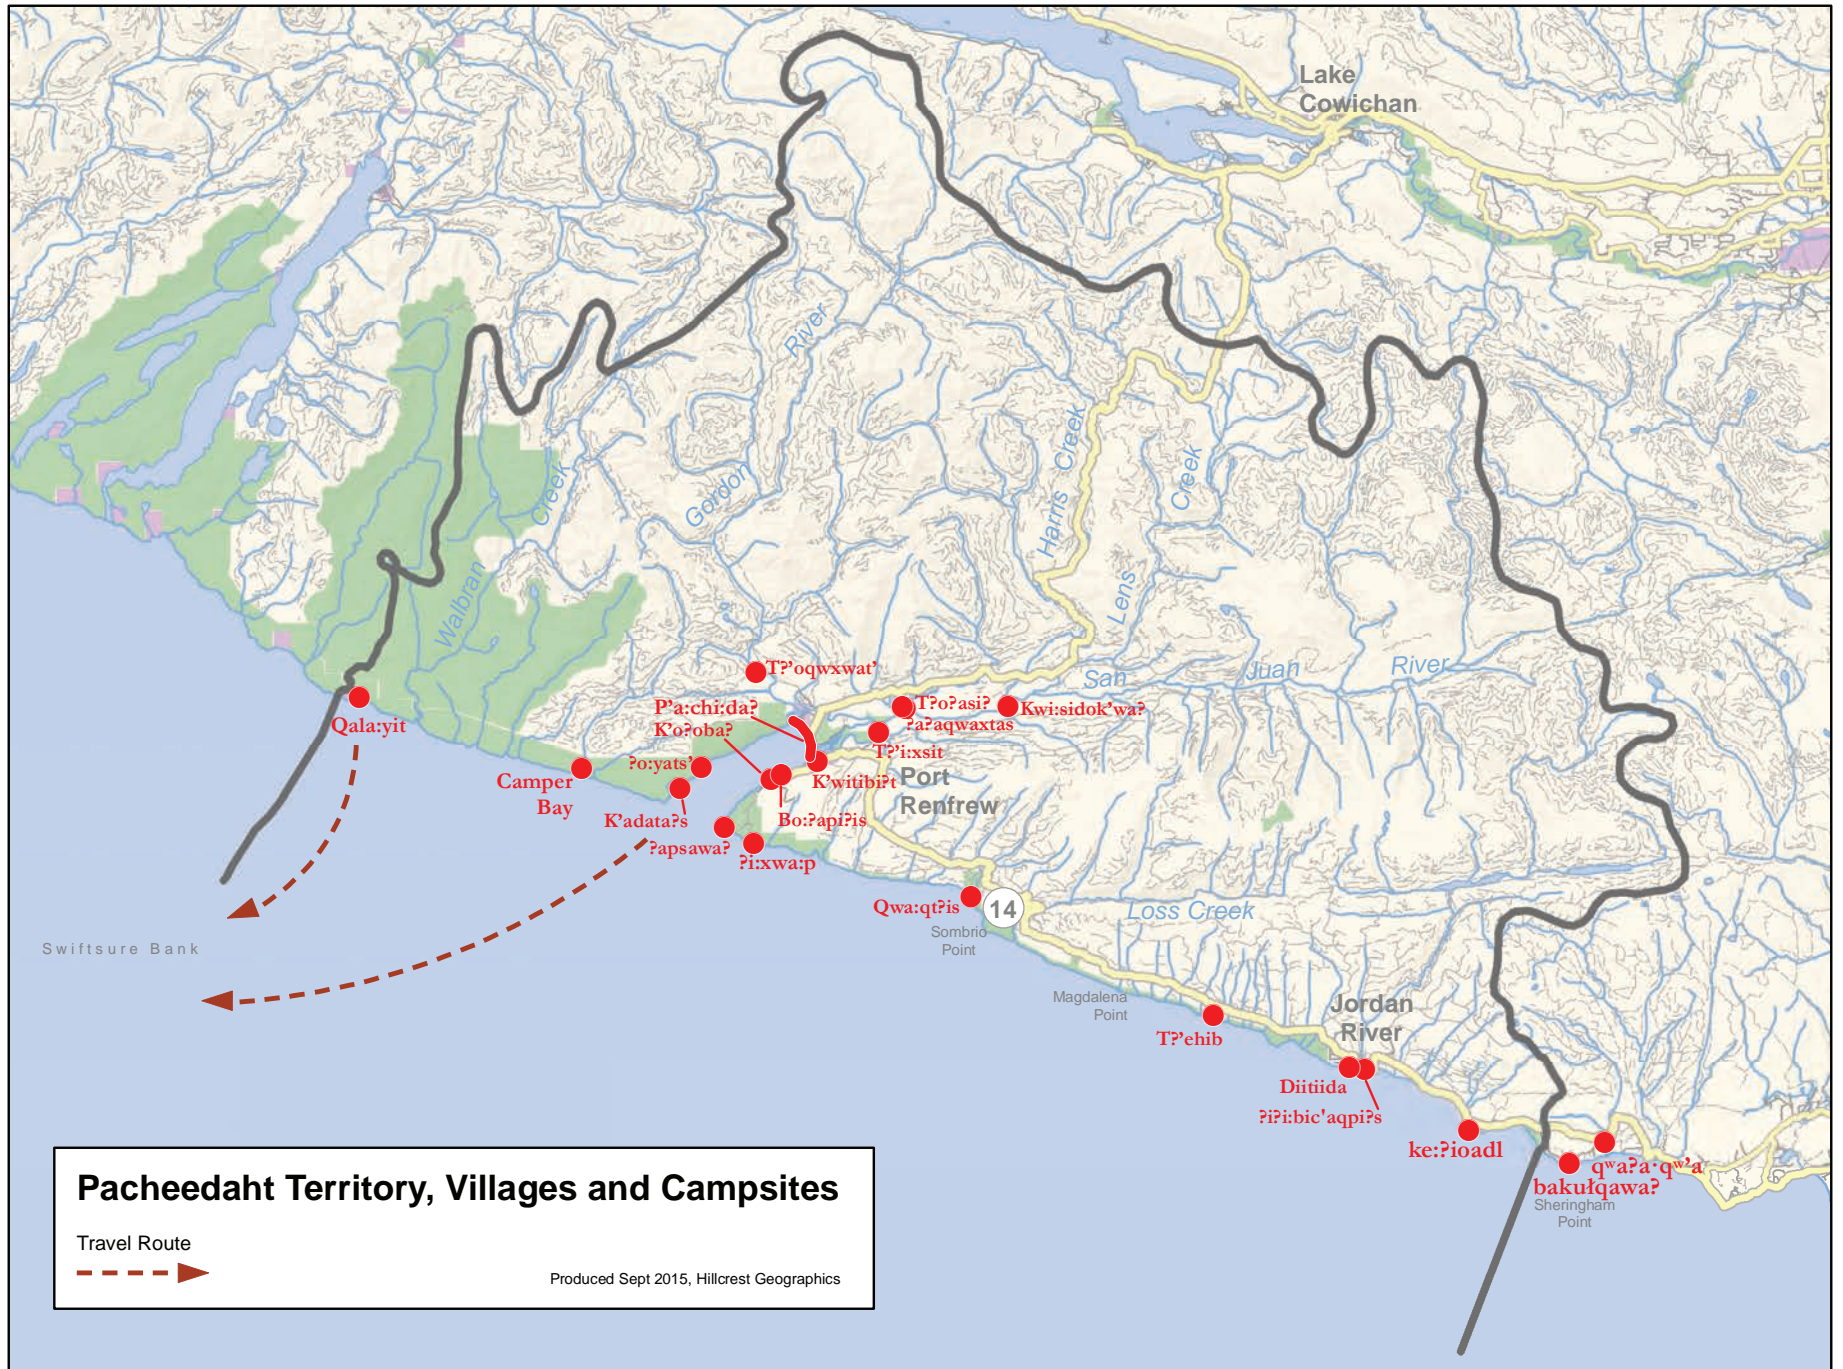 Lake
Cowichan
River
Gordon
Harris Creek
Creek
Lens
Creek
Walbran
San Juan River
T?'oqwxwat'
P'a:chi:da?
K'o?oba?
T?o?asi?
?a?aqwaxtas
Kwi:sidok'wa?
Qala:yit
T?'i:xsit
?o:yats'
Camper
Bay
K'witibi?t
Port
Renfrew
K'adata?s
Bo:?api?is
?apsawa?
?i:xwa:p
Qwa:qt?is
14
Loss Creek
Sombrio
Point
Swiftsure Bank
Magdalena
Point
Jordan
River
T?'ehib
Diitiida
?i?i:bic'aqpi?s
ke:?ioadl
qʷa?a·qʷ'a
bakułqawa?
Sheringham
Point
Pacheedaht Territory, Villages and Campsites
Travel Route
Produced Sept 2015, Hillcrest Geographics